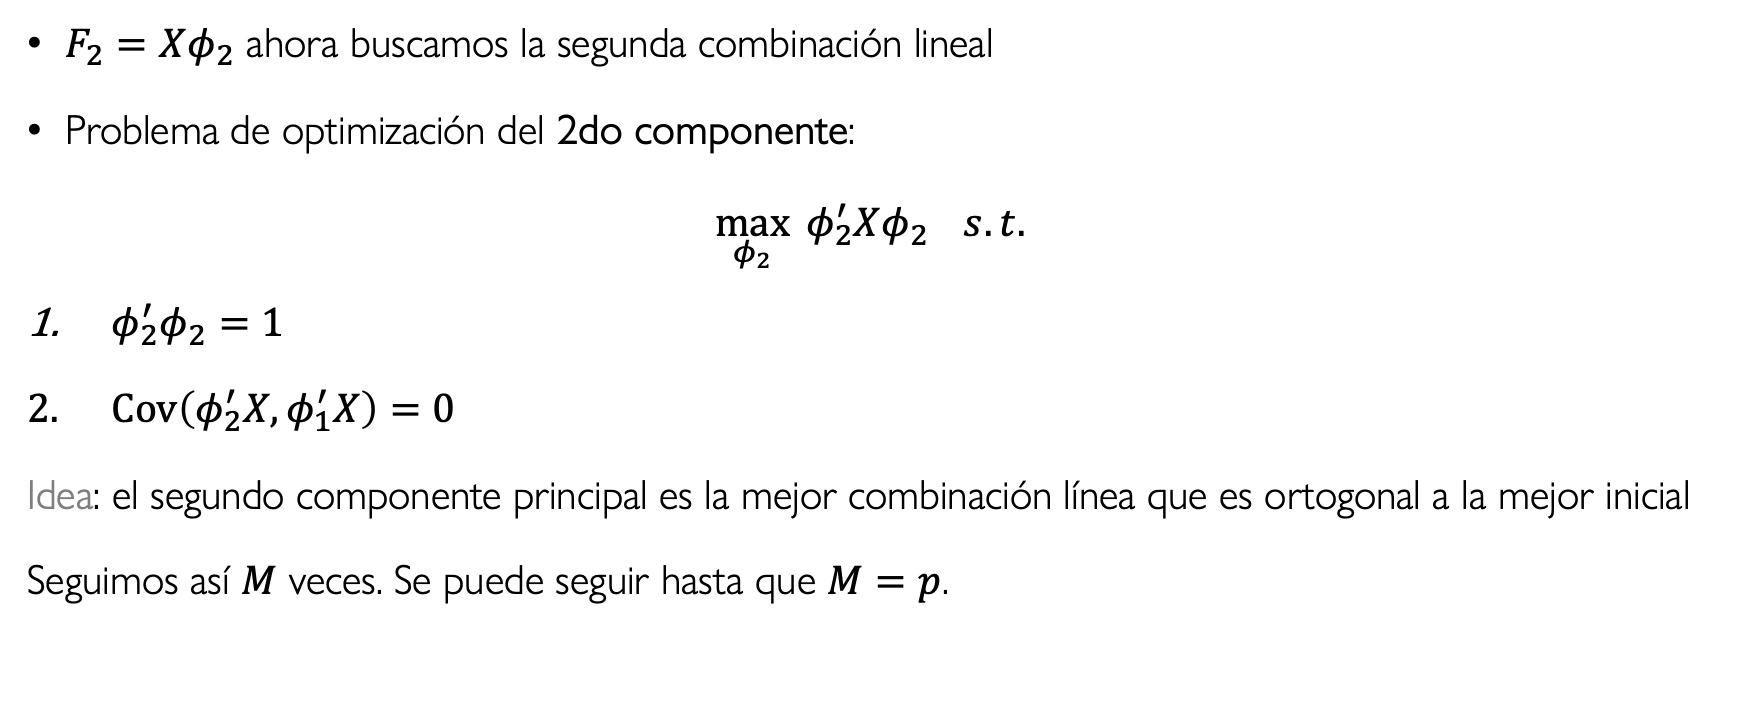 • F₂ = Xϕ₂ ahora buscamos la segunda combinación lineal
• Problema de optimización del 2do componente:
max ϕ₂′Xϕ₂ s.t.
ϕ₂
1. ϕ₂′ϕ₂ = 1
2. Cov(ϕ₂′X, ϕ₁′X) = 0
Idea: el segundo componente principal es la mejor combinación línea que es ortogonal a la mejor inicial
Seguimos así M veces. Se puede seguir hasta que M = p.